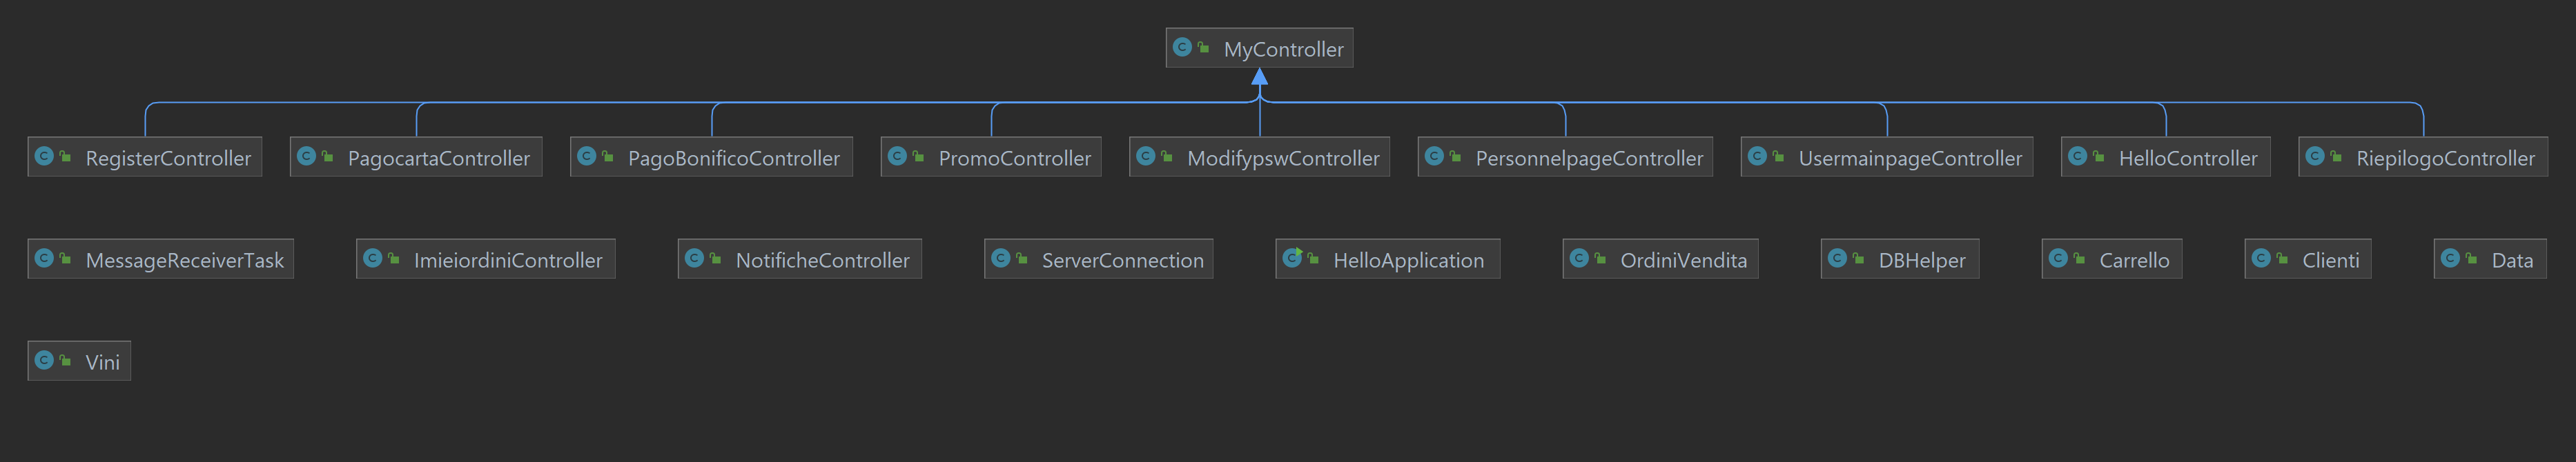 MyController
RegisterController PagocartaController PagoBonificoController PromoController ModifypswController PersonnelpageController UsermainpageController HelloController RiepilogoController
MessageReceiverTask ImieiordiniController NotificheController ServerConnection HelloApplication OrdiniVendita DBHelper Carrello Clienti Data
Vini